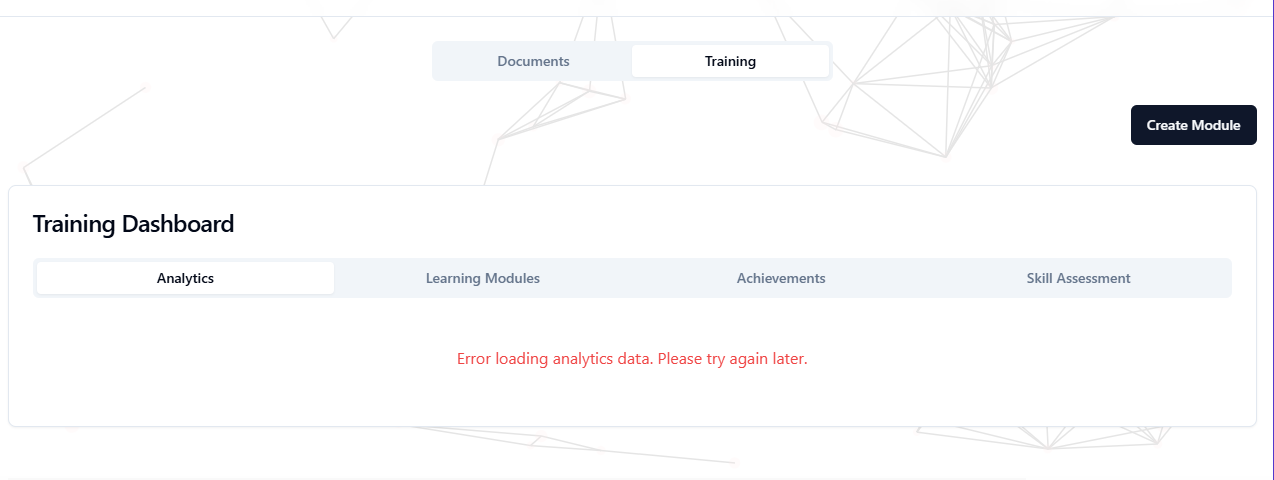 Documents
Training
Create Module
Training Dashboard
Analytics
Learning Modules
Achievements
Skill Assessment
Error loading analytics data. Please try again later.